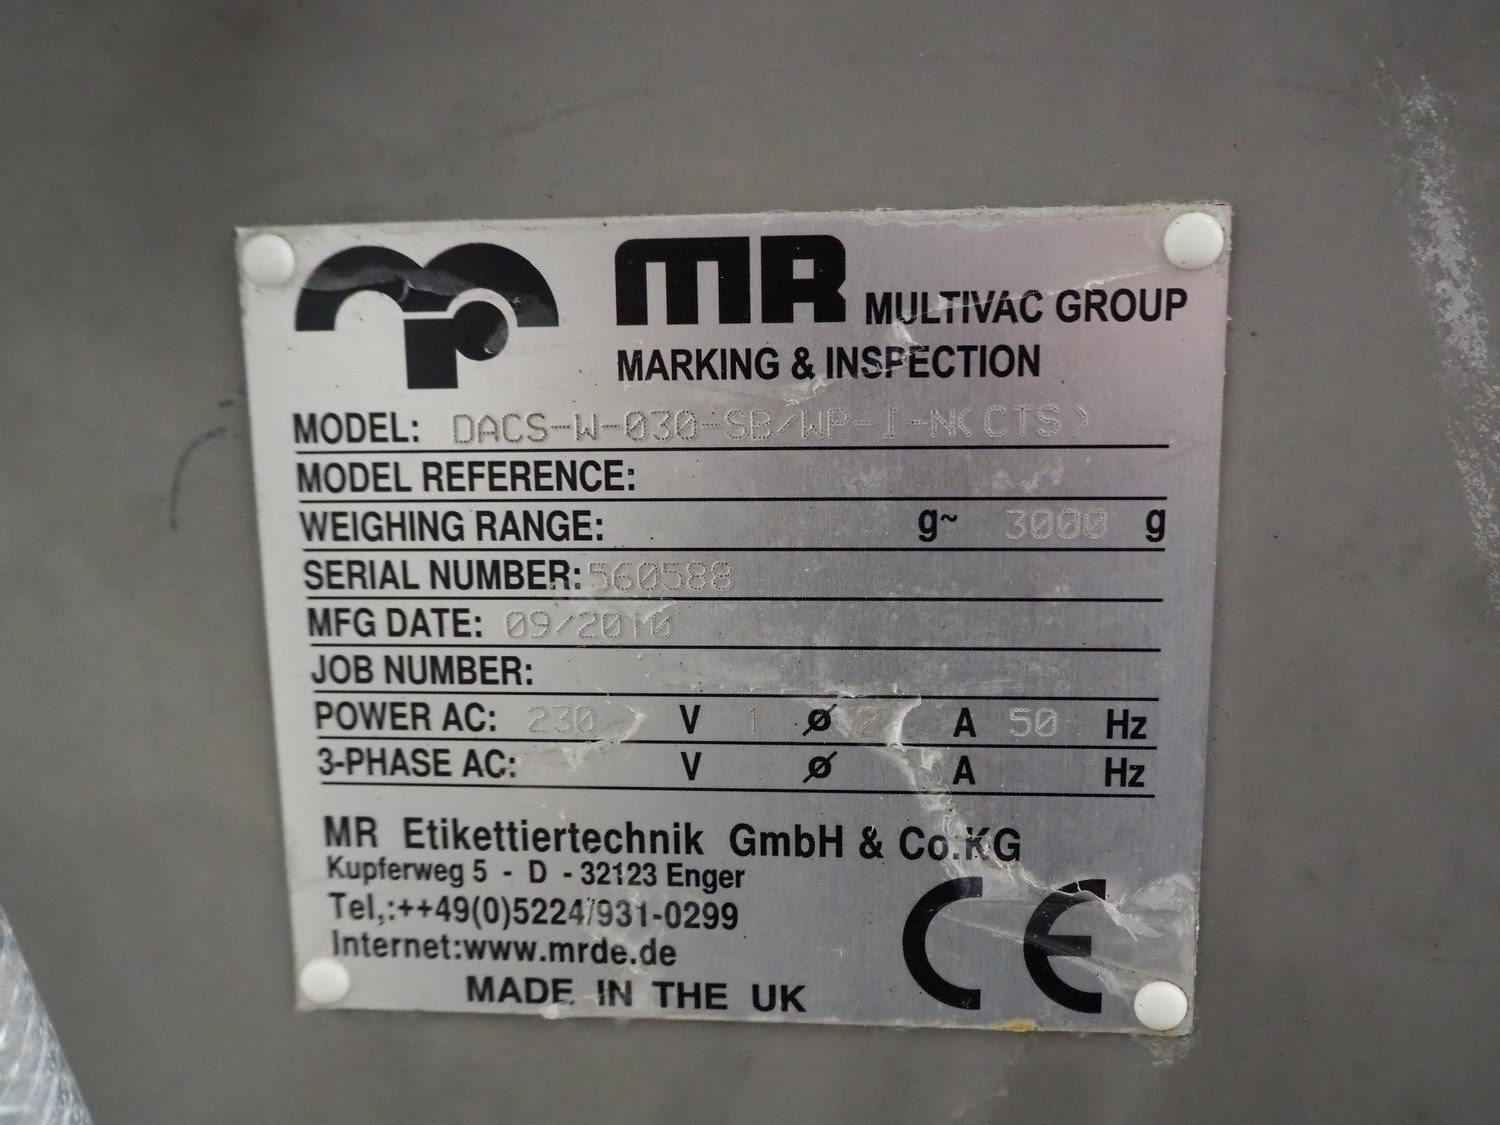 MR MULTIVAC GROUP
MARKING & INSPECTION
MODEL: DACS-W-030-SB/WP-I-N(CTS)
MODEL REFERENCE:
WEIGHING RANGE: g~ 3000 g
SERIAL NUMBER: 560588
MFG DATE: 09/2010
JOB NUMBER:
POWER AC: 230 V 1 ø 2 A 50 Hz
3-PHASE AC: V ø A Hz
MR Etikettiertechnik GmbH & Co.KG
Kupferweg 5 - D - 32123 Enger
Tel,:++49(0)5224/931-0299
Internet:www.mrde.de
MADE IN THE UK
CE